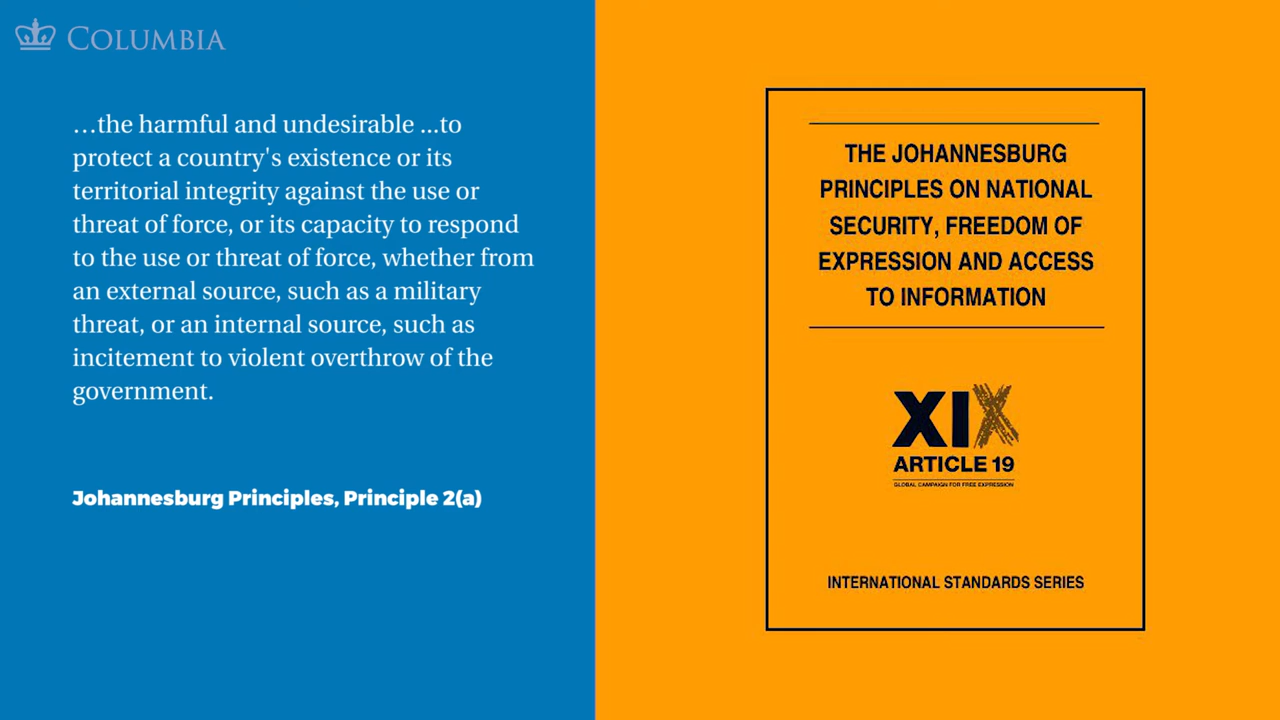 COLUMBIA
…the harmful and undesirable ...to
protect a country's existence or its
territorial integrity against the use or
threat of force, or its capacity to respond
to the use or threat of force, whether from
an external source, such as a military
threat, or an internal source, such as
incitement to violent overthrow of the
government.
Johannesburg Principles, Principle 2(a)
THE JOHANNESBURG
PRINCIPLES ON NATIONAL
SECURITY, FREEDOM OF
EXPRESSION AND ACCESS
TO INFORMATION
XIX
ARTICLE 19
GLOBAL CAMPAIGN FOR FREE EXPRESSION
INTERNATIONAL STANDARDS SERIES